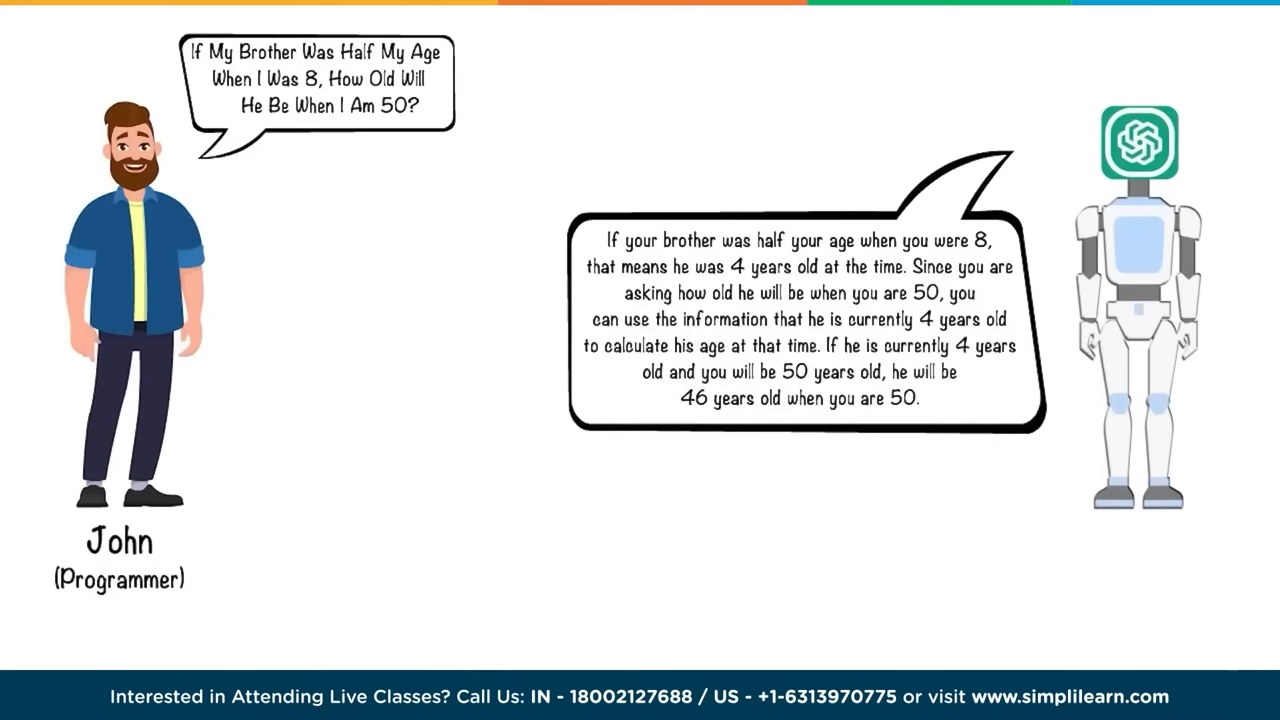 If My Brother Was Half My Age
When I Was 8, How Old Will
He Be When I Am 50?
If your brother was half your age when you were 8,
that means he was 4 years old at the time. Since you are
asking how old he will be when you are 50, you
can use the information that he is currently 4 years old
to calculate his age at that time. If he is currently 4 years
old and you will be 50 years old, he will be
46 years old when you are 50.
John
(Programmer)
Interested in Attending Live Classes? Call Us: IN - 18002127688 / US - +1-6313970775 or visit www.simplilearn.com